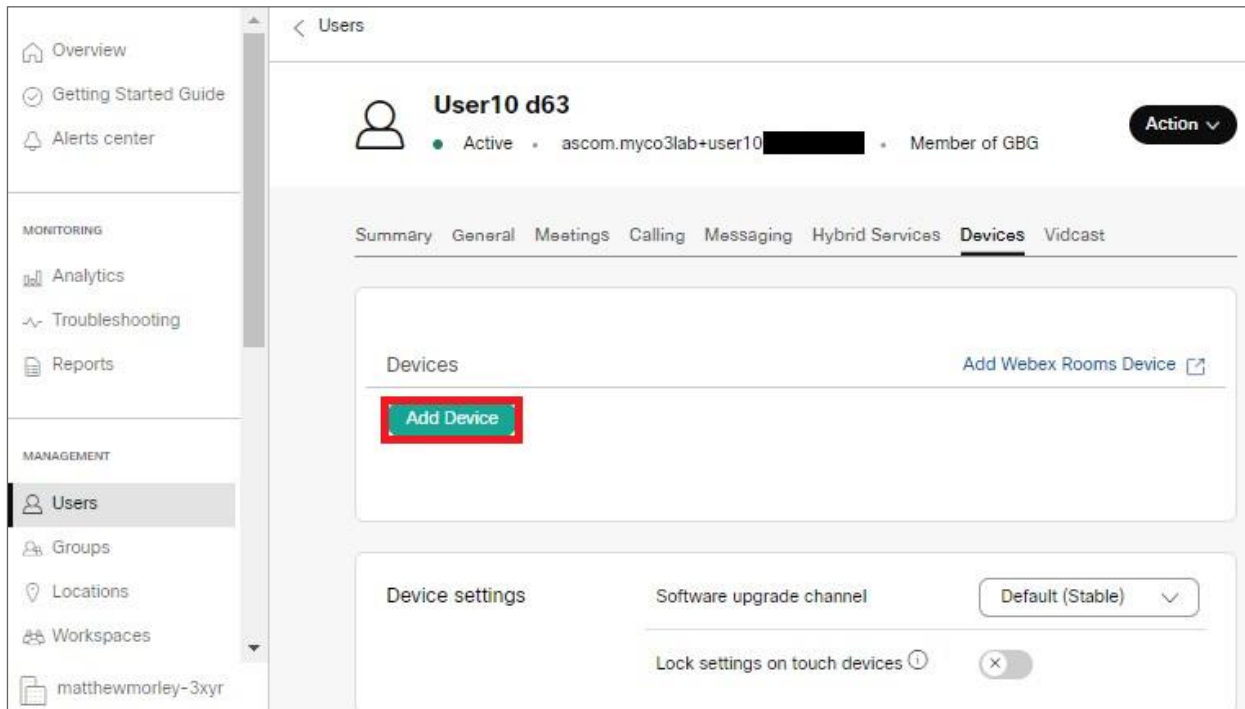 Overview
Getting Started Guide
Alerts center
MONITORING
Analytics
Troubleshooting
Reports
MANAGEMENT
Users
Groups
Locations
Workspaces
matthewmorley-3xyr
Users
User10 d63
Active ascom.myco3lab+user10 Member of GBG
Action
Summary General Meetings Calling Messaging Hybrid Services Devices Vidcast
Devices Add Webex Rooms Device
Add Device
Device settings Software upgrade channel Default (Stable)
Lock settings on touch devices